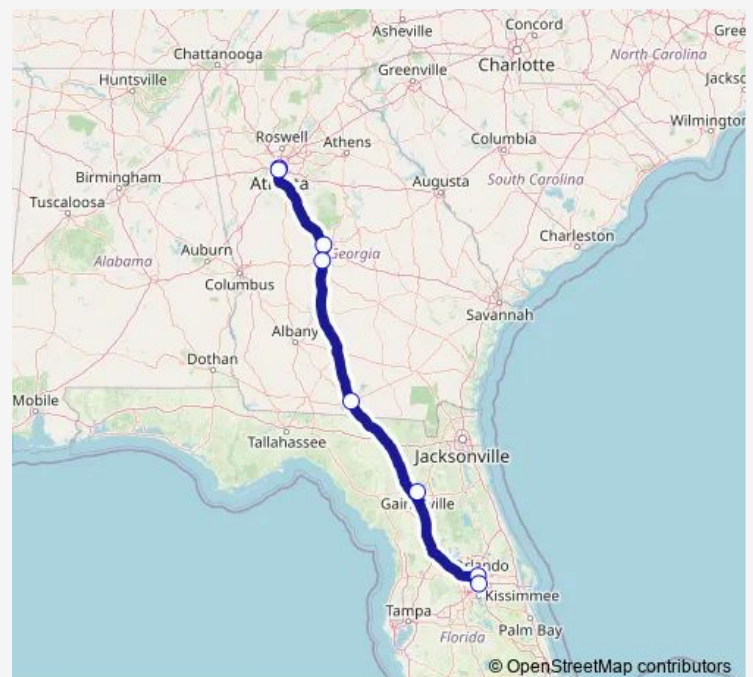 Asheville
Concord
Gree
Chattanooga
Charlotte
North Carolina
Greenville
Huntsville
Jackso
Wilmington
Roswell
Athens
Columbia
Birmingham
Augusta
South Carolina
Tuscaloosa
Charleston
Auburn
Georgia
Alabama
Columbus
Savannah
Albany
Dothan
Mobile
Tallahassee
Jacksonville
Kissimmee
Tampa
Palm Bay
Florida
© OpenStreetMap contributors